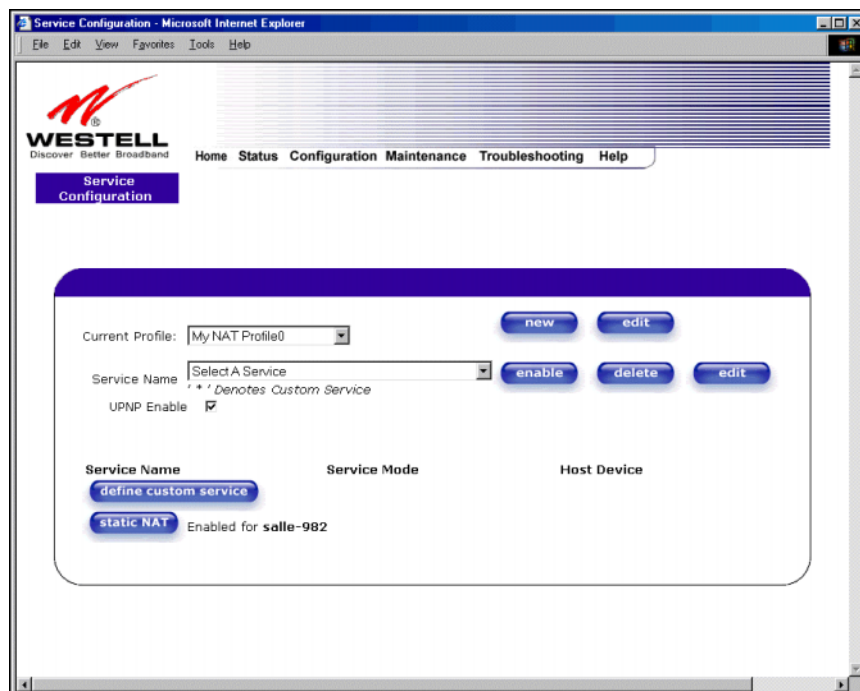 Service Configuration - Microsoft Internet Explorer
File Edit View Favorites Tools Help
WESTELL
®
Discover Better Broadband
Home Status Configuration Maintenance Troubleshooting Help
Service
Configuration
Current Profile: My NAT Profile0 new edit
Service Name Select A Service enable delete edit
' * ' Denotes Custom Service
UPNP Enable
Service Name Service Mode Host Device
define custom service
static NAT Enabled for salle-982